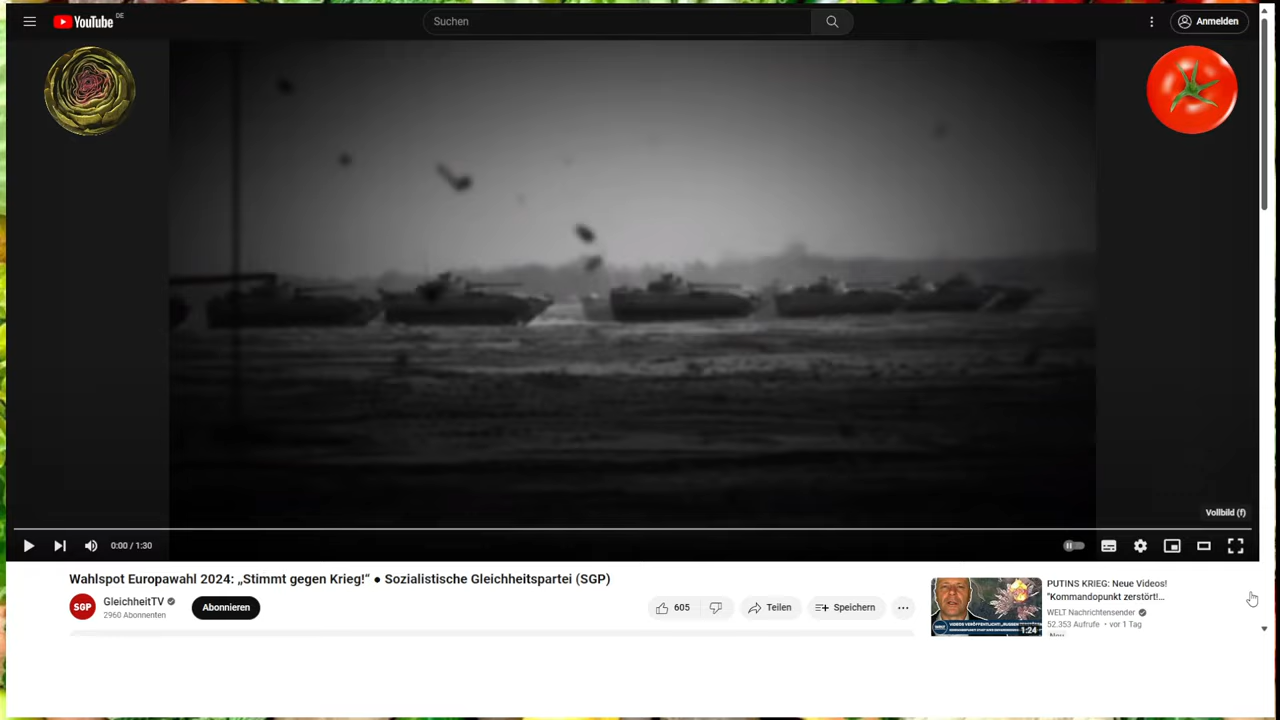 YouTube DE
Suchen
Anmelden
Vollbild (f)
0:00 / 1:30
Wahlspot Europawahl 2024: „Stimmt gegen Krieg!“ ● Sozialistische Gleichheitspartei (SGP)
SGP
GleichheitTV
2960 Abonnenten
Abonnieren
605
Teilen
Speichern
PUTINS KRIEG: Neue Videos!
"Kommandopunkt zerstört!...
WELT Nachrichtensender
52.353 Aufrufe • vor 1 Tag
Neu
1:24